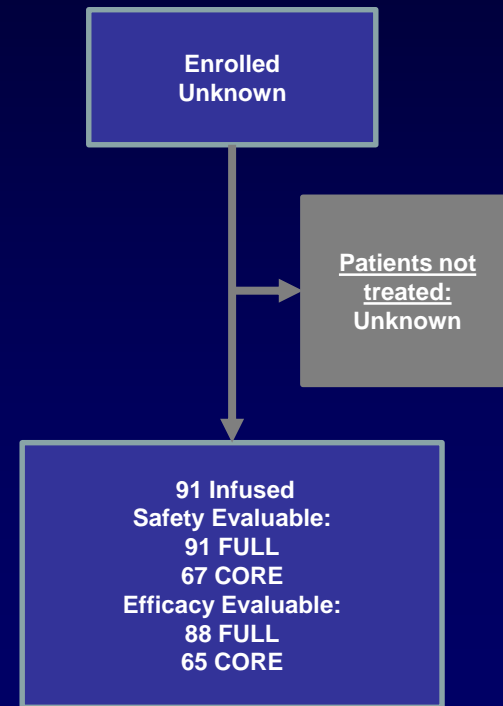 Enrolled
Unknown
Patients not
treated:
Unknown
91 Infused
Safety Evaluable:
91 FULL
67 CORE
Efficacy Evaluable:
88 FULL
65 CORE